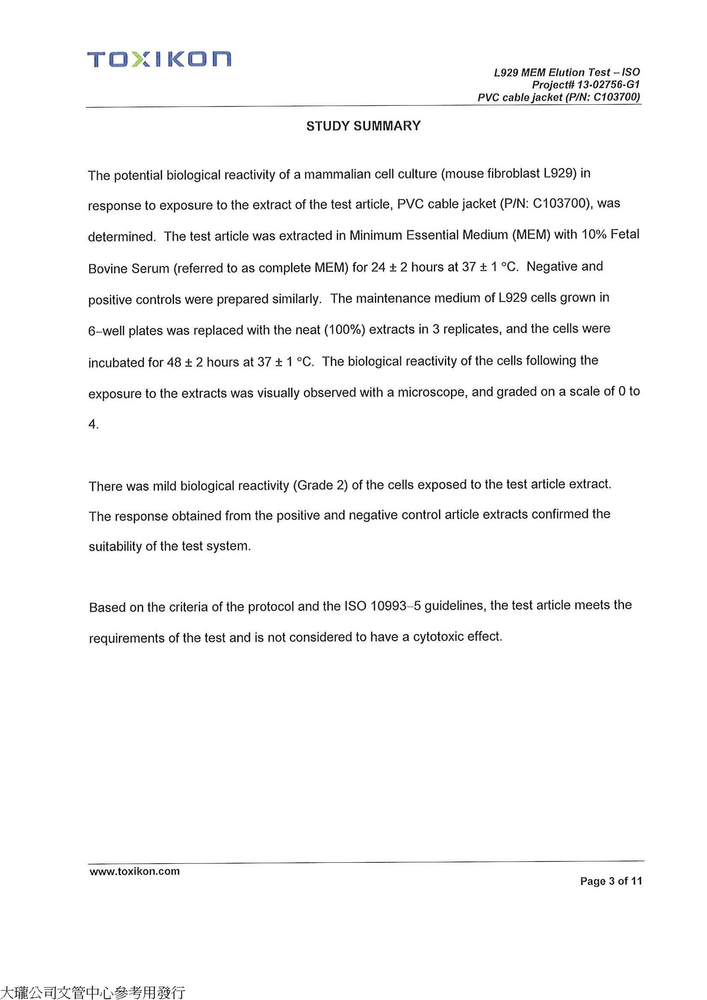 TOXIKON
L929 MEM Elution Test – ISO
Project# 13-02756-G1
PVC cable jacket (P/N: C103700)
STUDY SUMMARY
The potential biological reactivity of a mammalian cell culture (mouse fibroblast L929) in
response to exposure to the extract of the test article, PVC cable jacket (P/N: C103700), was
determined.  The test article was extracted in Minimum Essential Medium (MEM) with 10% Fetal
Bovine Serum (referred to as complete MEM) for 24 ± 2 hours at 37 ± 1 °C.  Negative and
positive controls were prepared similarly.  The maintenance medium of L929 cells grown in
6–well plates was replaced with the neat (100%) extracts in 3 replicates, and the cells were
incubated for 48 ± 2 hours at 37 ± 1 °C.  The biological reactivity of the cells following the
exposure to the extracts was visually observed with a microscope, and graded on a scale of 0 to
4.
There was mild biological reactivity (Grade 2) of the cells exposed to the test article extract.
The response obtained from the positive and negative control article extracts confirmed the
suitability of the test system.
Based on the criteria of the protocol and the ISO 10993–5 guidelines, the test article meets the
requirements of the test and is not considered to have a cytotoxic effect.
www.toxikon.com
Page 3 of 11
大瓏公司文管中心參考用發行